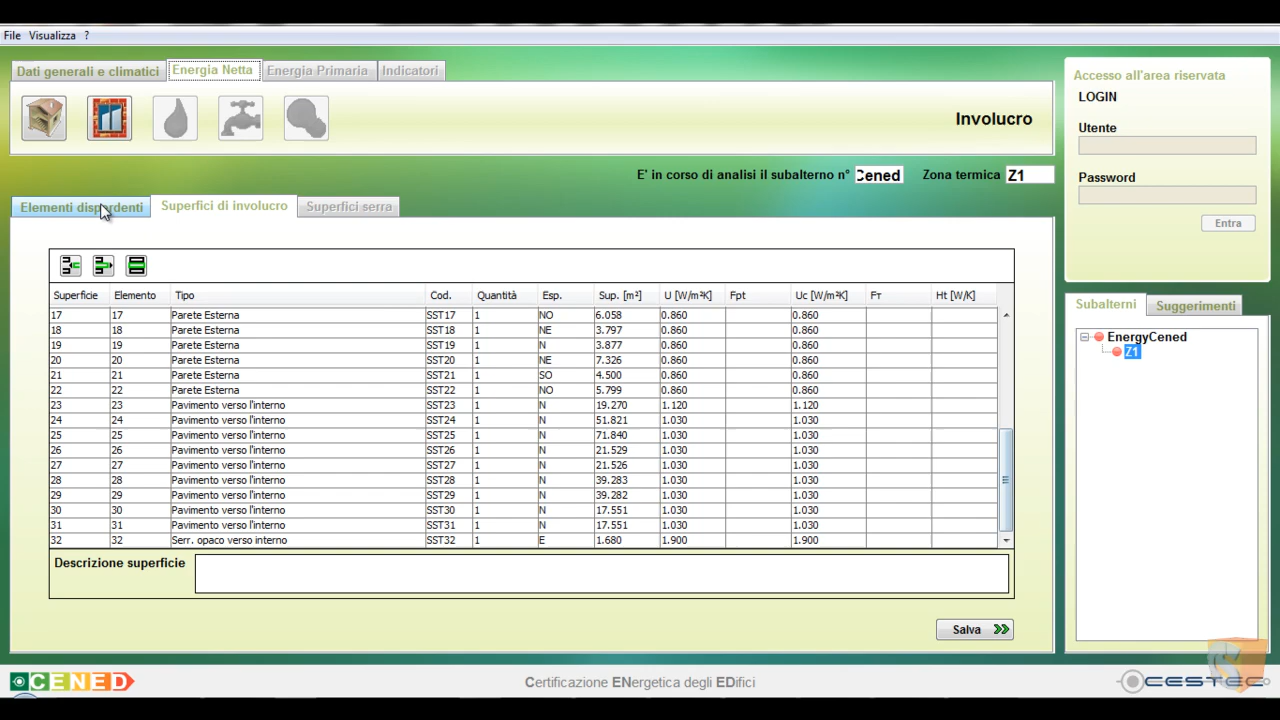 File Visualizza ?
Dati generali e climatici Energia Netta Energia Primaria Indicatori
Involucro
E' in corso di analisi il subalterno n° Cened Zona termica Z1
Elementi disperdenti Superfici di involucro Superfici serra
Superficie Elemento Tipo Cod. Quantità Esp. Sup. [m²] U [W/m²K] Fpt Uc [W/m²K] Fт Ht [W/K]
17 17 Parete Esterna SST17 1 NO 6.058 0.860 0.860
18 18 Parete Esterna SST18 1 NE 3.797 0.860 0.860
19 19 Parete Esterna SST19 1 N 3.877 0.860 0.860
20 20 Parete Esterna SST20 1 NE 7.326 0.860 0.860
21 21 Parete Esterna SST21 1 SO 4.500 0.860 0.860
22 22 Parete Esterna SST22 1 NO 5.799 0.860 0.860
23 23 Pavimento verso l'interno SST23 1 N 19.270 1.120 1.120
24 24 Pavimento verso l'interno SST24 1 N 51.821 1.030 1.030
25 25 Pavimento verso l'interno SST25 1 N 71.840 1.030 1.030
26 26 Pavimento verso l'interno SST26 1 N 21.529 1.030 1.030
27 27 Pavimento verso l'interno SST27 1 N 21.526 1.030 1.030
28 28 Pavimento verso l'interno SST28 1 N 39.283 1.030 1.030
29 29 Pavimento verso l'interno SST29 1 N 39.282 1.030 1.030
30 30 Pavimento verso l'interno SST30 1 N 17.551 1.030 1.030
31 31 Pavimento verso l'interno SST31 1 N 17.551 1.030 1.030
32 32 Serr. opaco verso interno SST32 1 E 1.680 1.900 1.900
Descrizione superficie
Salva
Accesso all'area riservata
LOGIN
Utente
Password
Entra
Subalterni Suggerimenti
EnergyCened
Z1
CENED
Certificazione ENergetica degli EDifici
CESTEC